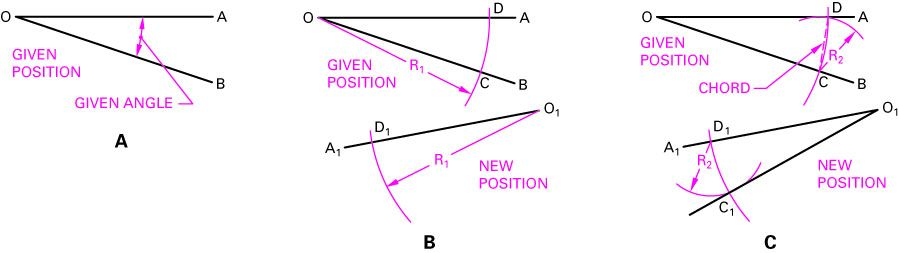 O
A
GIVEN
POSITION
B
GIVEN ANGLE
A
O
D
A
GIVEN
POSITION
R₁
C
B
O₁
D₁
A₁
R₁
NEW
POSITION
B
O
D
A
GIVEN
POSITION
R₂
CHORD
C
B
O₁
D₁
A₁
R₂
NEW
POSITION
C₁
C